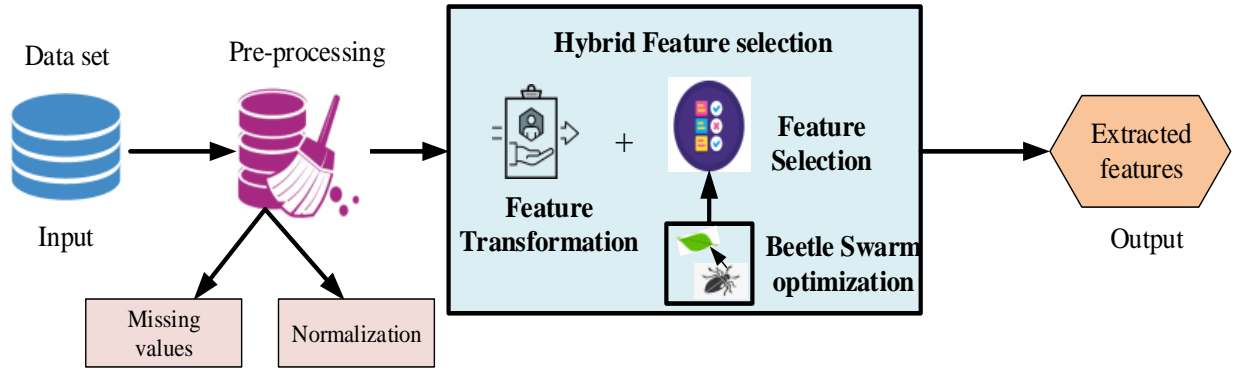 Data set
Input
Pre-processing
Missing
values
Normalization
Hybrid Feature selection
Feature
Transformation
+
Feature
Selection
Beetle Swarm
optimization
Extracted
features
Output